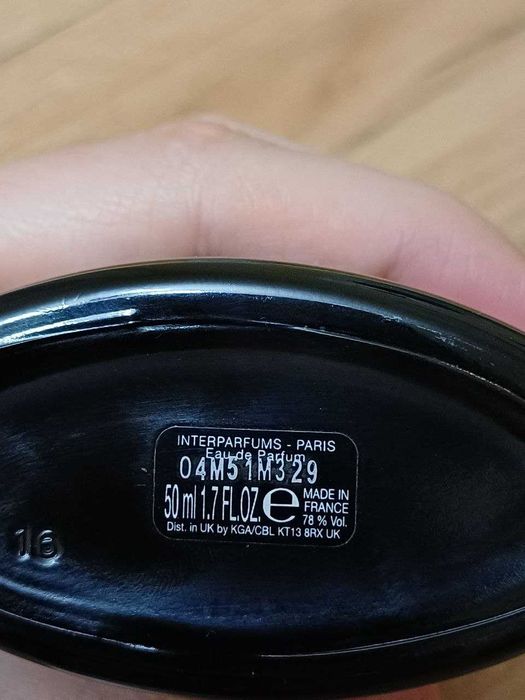 INTERPARFUMS - PARIS
Eau de Parfum
04M51M329
50 ml 1.7 FL.OZ. e
MADE IN
FRANCE
78 % Vol.
Dist. in UK by KGA/CBL KT13 8RX UK
16